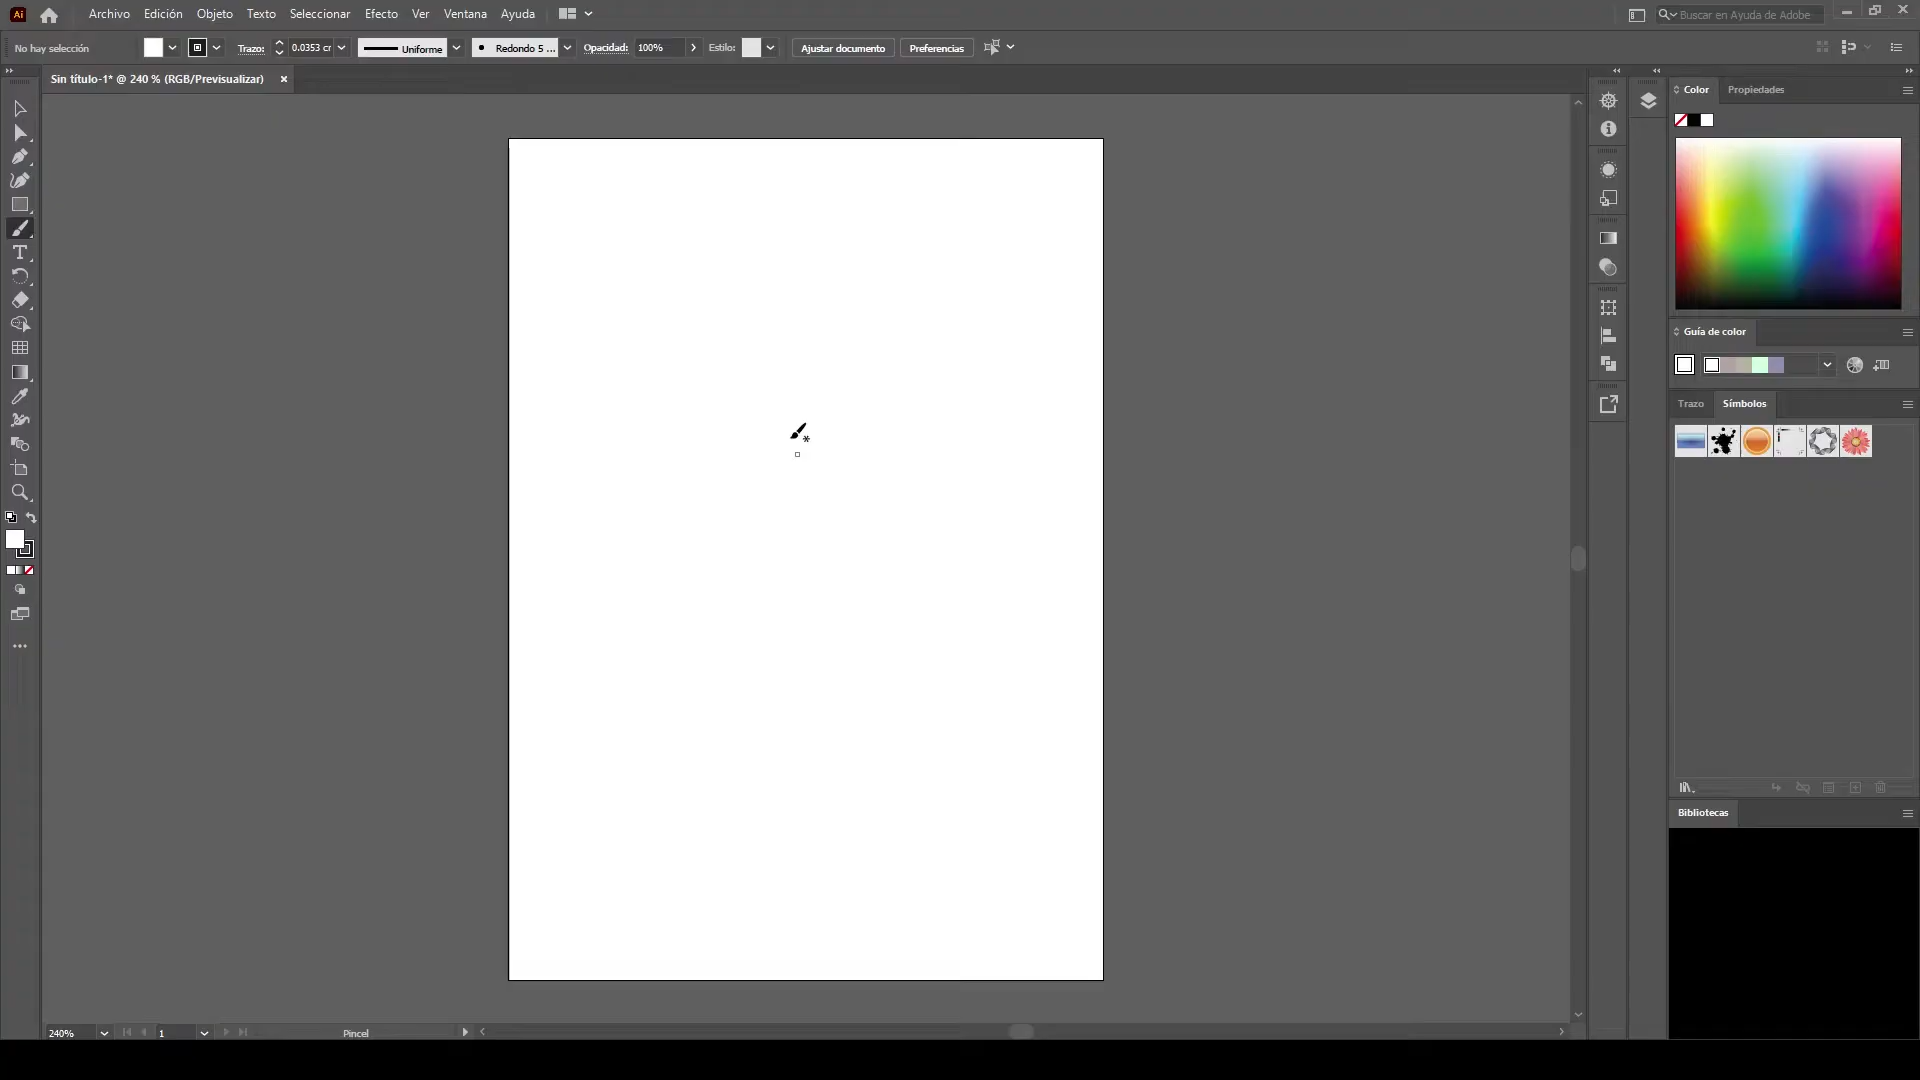 Ai
Archivo Edición Objeto Texto Seleccionar Efecto Ver Ventana Ayuda
Buscar en Ayuda de Adobe
No hay selección
Trazo: 0.0353 cr
Uniforme
Redondo 5 ...
Opacidad: 100%
Estilo:
Ajustar documento
Preferencias
Sin título-1* @ 240 % (RGB/Previsualizar)
Color Propiedades
Guía de color
Trazo Símbolos
Bibliotecas
240%
1
Pincel